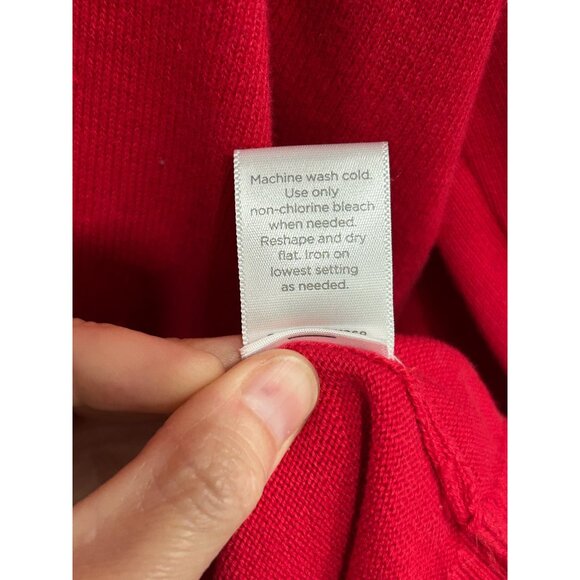 Machine wash cold.
Use only
non-chlorine bleach
when needed.
Reshape and dry
flat. Iron on
lowest setting
as needed.